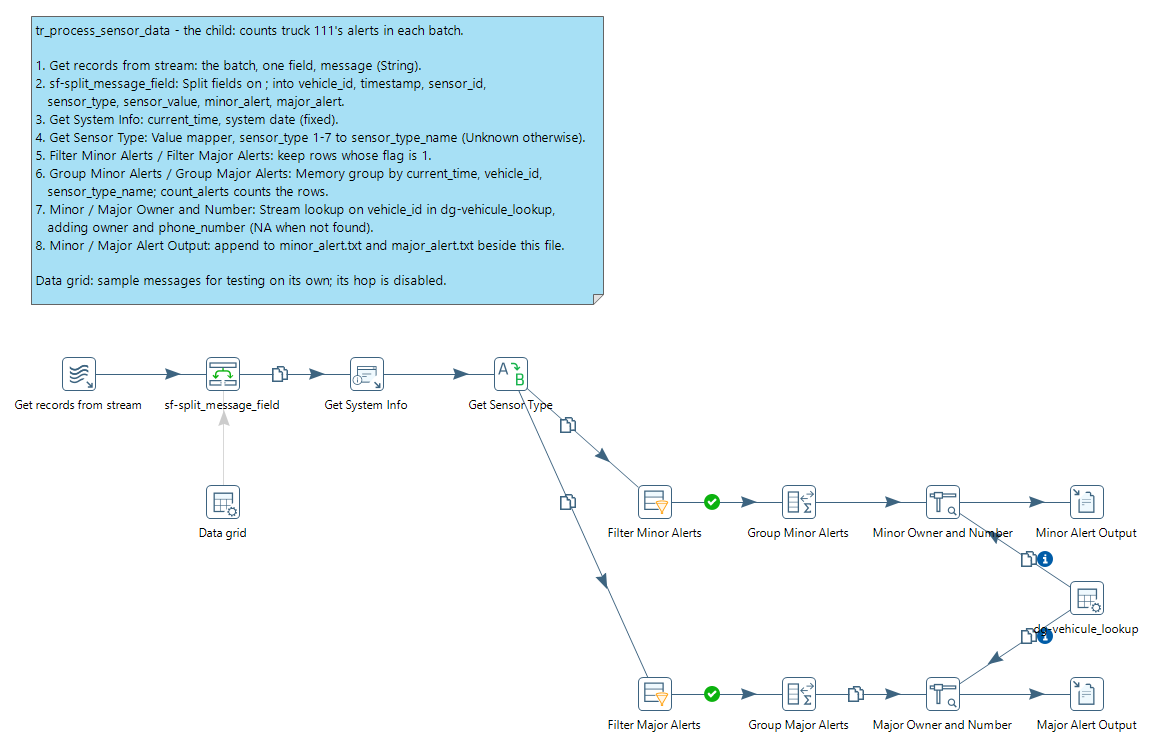 tr_process_sensor_data - the child: counts truck 111's alerts in each batch.
1. Get records from stream: the batch, one field, message (String).
2. sf-split_message_field: Split fields on ; into vehicle_id, timestamp, sensor_id,
sensor_type, sensor_value, minor_alert, major_alert.
3. Get System Info: current_time, system date (fixed).
4. Get Sensor Type: Value mapper, sensor_type 1-7 to sensor_type_name (Unknown otherwise).
5. Filter Minor Alerts / Filter Major Alerts: keep rows whose flag is 1.
6. Group Minor Alerts / Group Major Alerts: Memory group by current_time, vehicle_id,
sensor_type_name; count_alerts counts the rows.
7. Minor / Major Owner and Number: Stream lookup on vehicle_id in dg-vehicule_lookup,
adding owner and phone_number (NA when not found).
8. Minor / Major Alert Output: append to minor_alert.txt and major_alert.txt beside this file.
Data grid: sample messages for testing on its own; its hop is disabled.
A
B
Get records from stream
sf-split_message_field
Get System Info
Get Sensor Type
Data grid
Filter Minor Alerts
Group Minor Alerts
Minor Owner and Number
Minor Alert Output
dg-vehicule_lookup
Filter Major Alerts
Group Major Alerts
Major Owner and Number
Major Alert Output